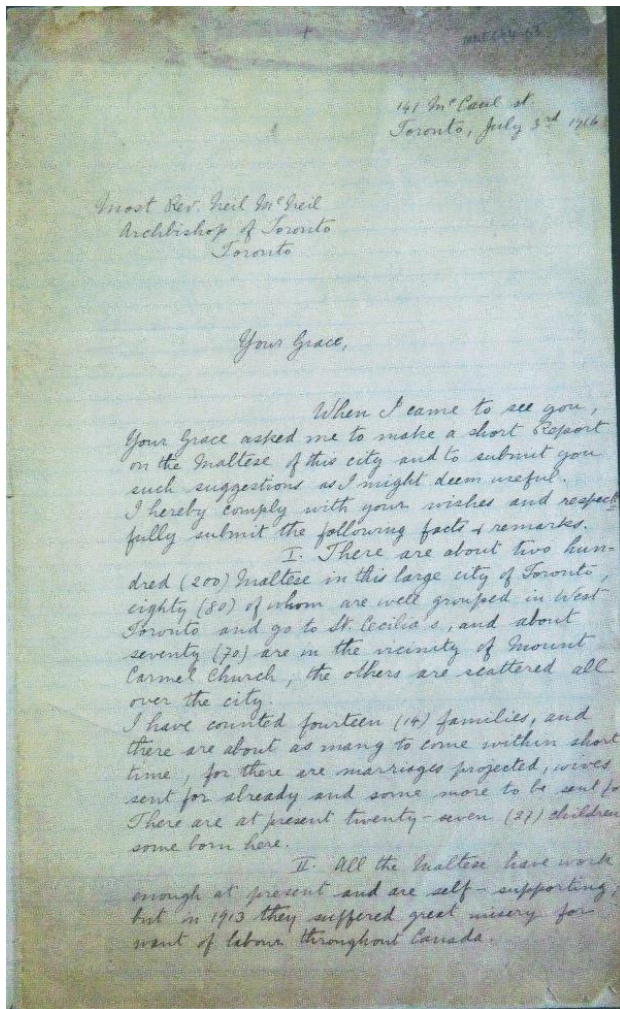 141 McCaul st.
Toronto, July 3rd 1916
Most Rev. Neil McNeil
Archbishop of Toronto
Toronto
Your Grace,
When I came to see you,
Your Grace asked me to make a short Report
on the Maltese of this city and to submit you
such suggestions as I might deem useful.
I hereby comply with your wishes and respect-
fully submit the following facts & remarks.
I. There are about two hun-
dred (200) Maltese in this large city of Toronto,
eighty (80) of whom are well grouped in West
Toronto and go to St. Cecilia's, and about
seventy (70) are in the vicinity of Mount
Carmel Church, the others are scattered all
over the city.
I have counted fourteen (14) families, and
there are about as many to come within short
time, for there are marriages projected, wives
sent for already and some more to be sent fo
There are at present twenty-seven (27) children
some born here.
II. All the Maltese have work
enough at present and are self-supporting,
but in 1913 they suffered great misery for
want of labour throughout Canada.